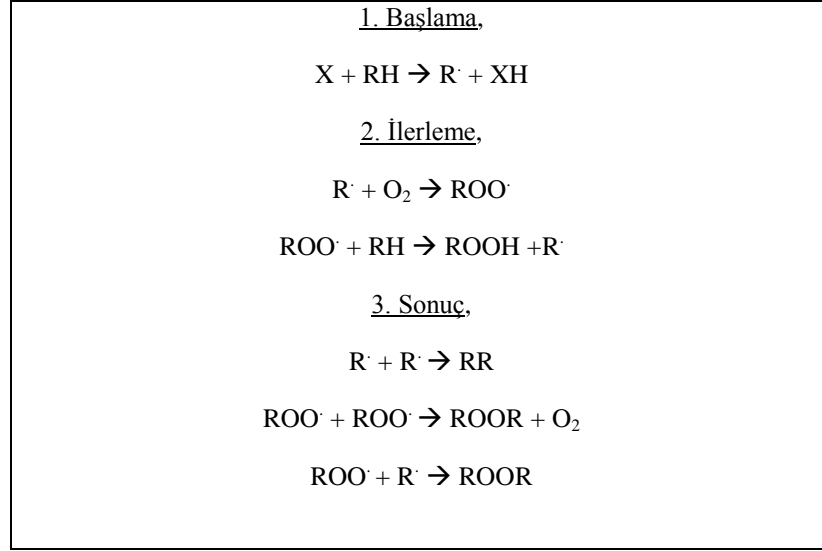 1. Başlama,
X + RH → R· + XH
2. İlerleme,
R· + O₂ → ROO·
ROO· + RH → ROOH +R·
3. Sonuç,
R· + R· → RR
ROO· + ROO· → ROOR + O₂
ROO· + R· → ROOR